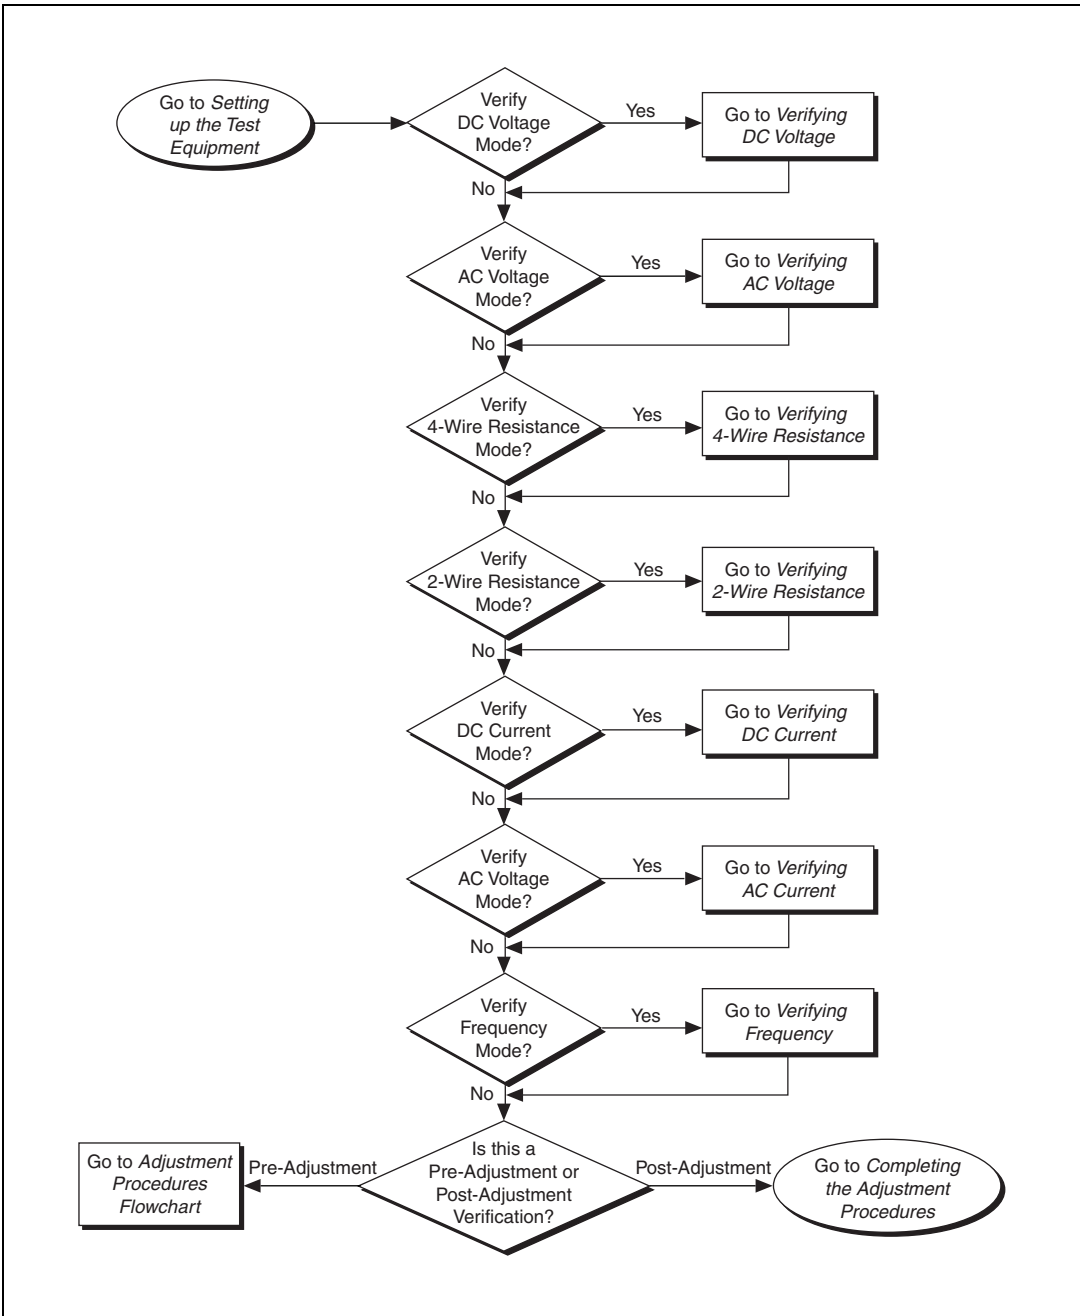 Go to Setting
up the Test
Equipment
Verify
DC Voltage
Mode?
Yes
Go to Verifying
DC Voltage
No
Verify
AC Voltage
Mode?
Yes
Go to Verifying
AC Voltage
No
Verify
4-Wire Resistance
Mode?
Yes
Go to Verifying
4-Wire Resistance
No
Verify
2-Wire Resistance
Mode?
Yes
Go to Verifying
2-Wire Resistance
No
Verify
DC Current
Mode?
Yes
Go to Verifying
DC Current
No
Verify
AC Voltage
Mode?
Yes
Go to Verifying
AC Current
No
Verify
Frequency
Mode?
Yes
Go to Verifying
Frequency
No
Is this a
Pre-Adjustment or
Post-Adjustment
Verification?
Pre-Adjustment
Go to Adjustment
Procedures
Flowchart
Post-Adjustment
Go to Completing
the Adjustment
Procedures